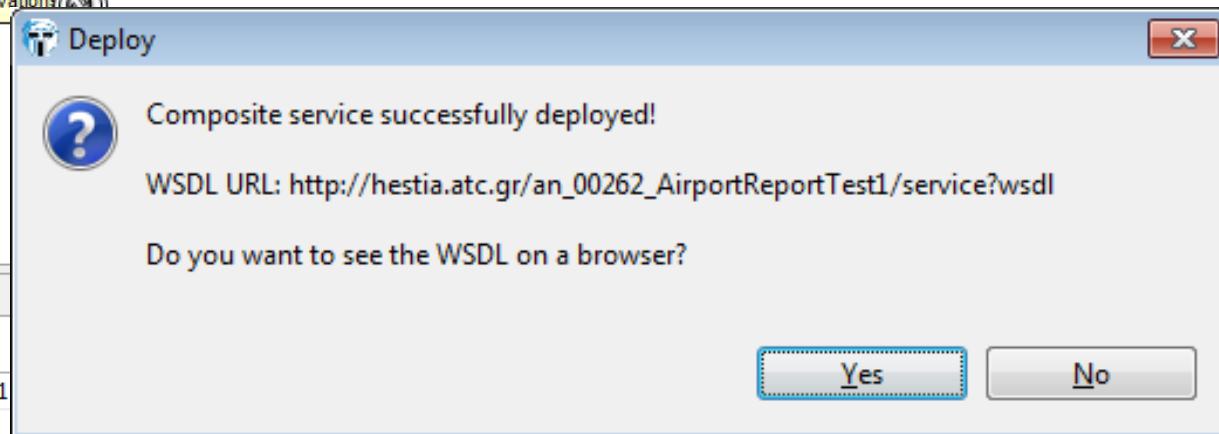 Deploy
Composite service successfully deployed!
WSDL URL: http://hestia.atc.gr/an_00262_AirportReportTest1/service?wsdl
Do you want to see the WSDL on a browser?
Yes
No